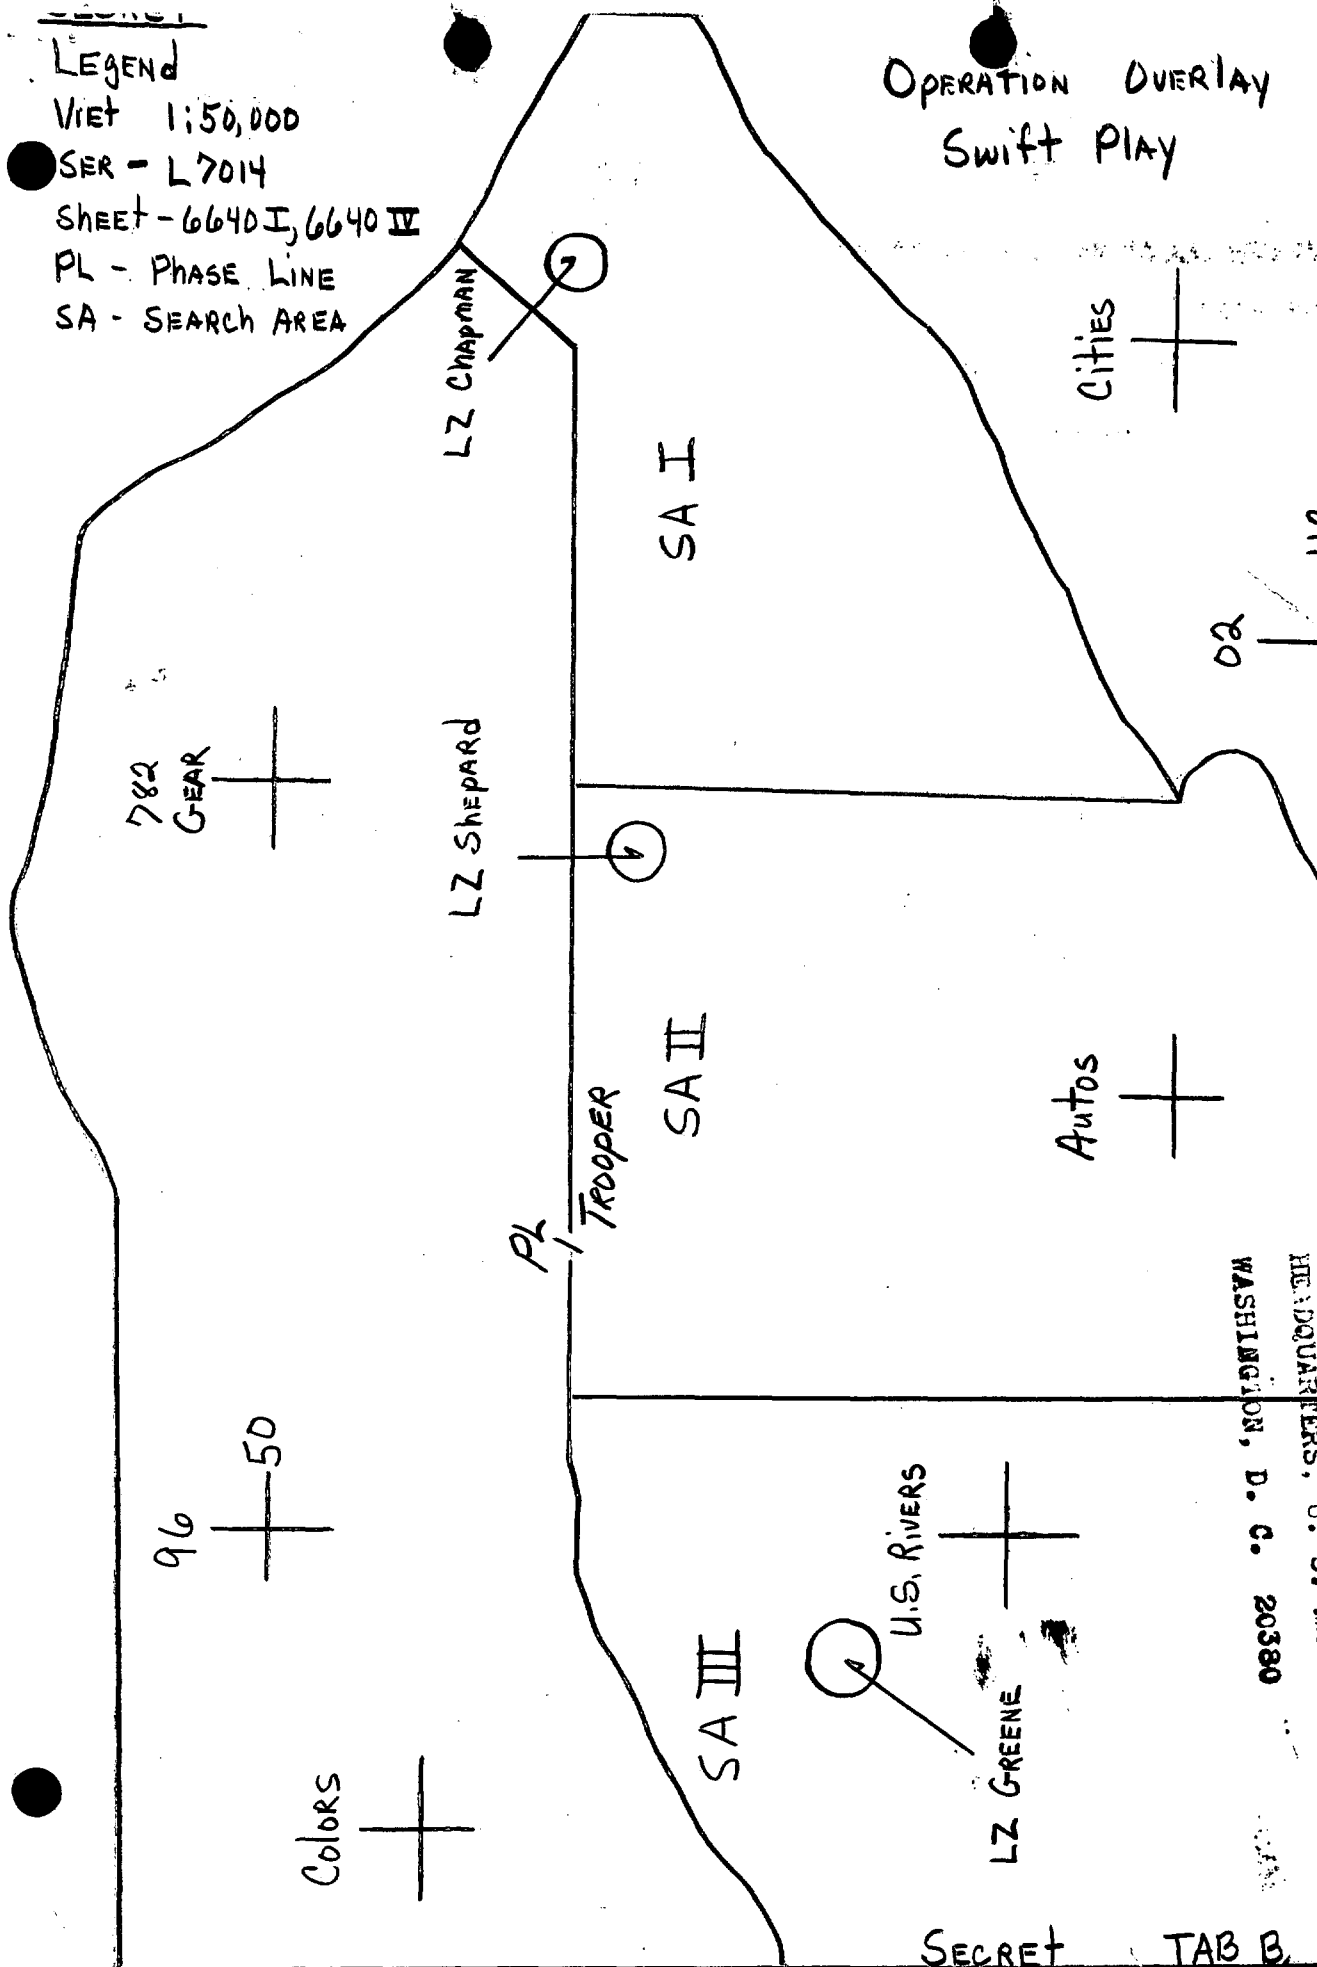 LEGENd
VIEt 1:50,000
SER - L7014
ShEEt - 6640 I, 6640 IV
PL - PhASE LINE
SA - SEARCh AREA
OPERATION OVERlAY
Swift PlAY
LZ ChApMAN
Cities
SA I
02
782
GEAR
LZ ShEpARd
SA II
PL
TROOPER
Autos
HEADQUARTERS, U. S.
WASHINGTON, D. C. 20380
96
50
U.S. RiVERS
SA III
LZ GREENE
ColoRS
SECREt TAB B